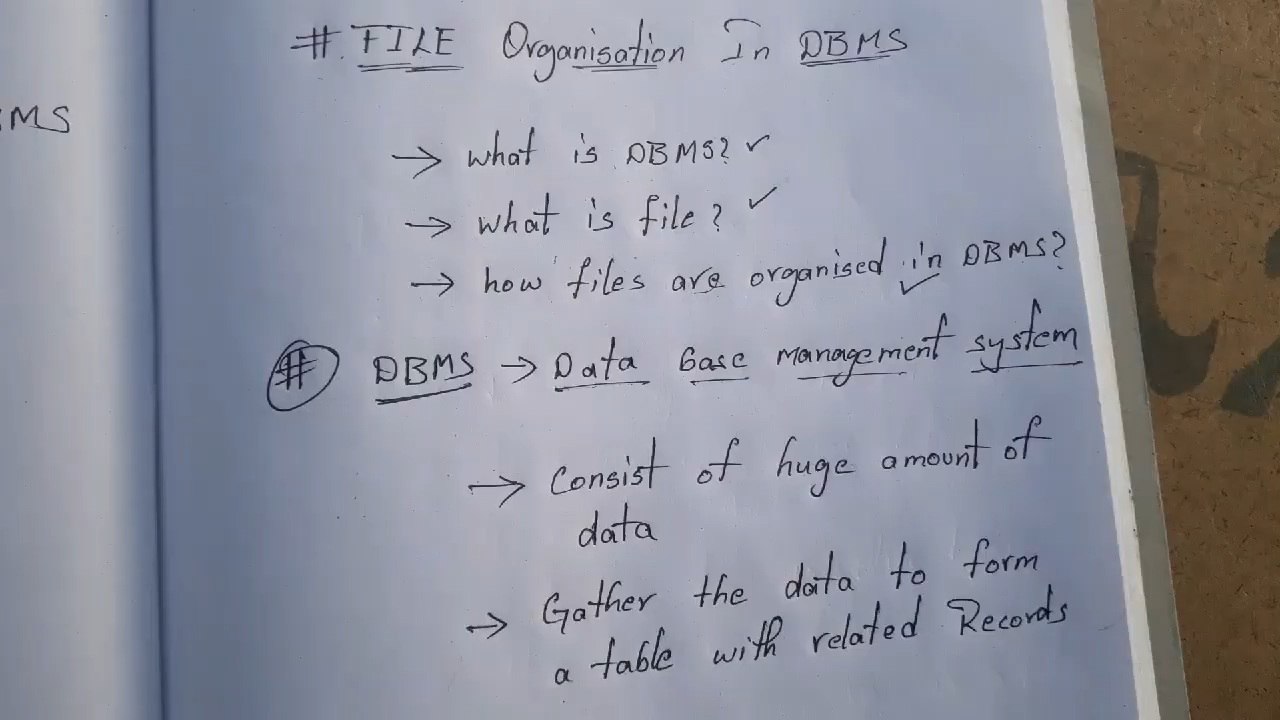 # FILE Organisation In DBMS
BMS
→ what is DBMS? ✓
→ what is file? ✓
→ how files are organised in DBMS? ✓
# DBMS → Data base management system
→ Consist of huge amount of
data
→ Gather the data to form
a table with related Records